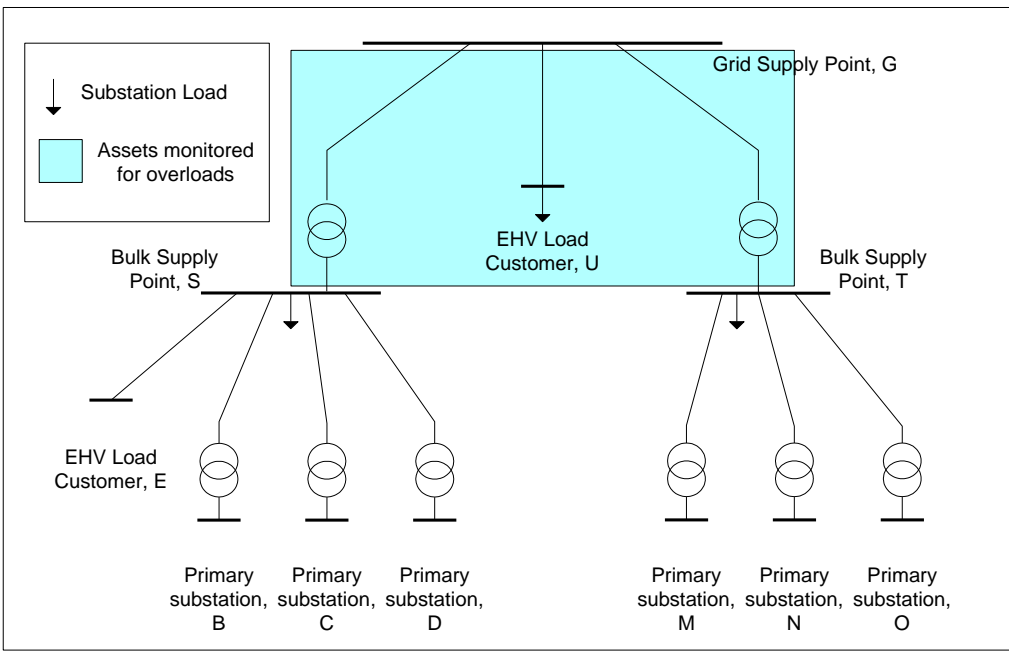 Grid Supply Point, G
Substation Load
Assets monitored
for overloads
EHV Load
Customer, U
Bulk Supply
Point, S
Bulk Supply
Point, T
EHV Load
Customer, E
Primary
substation,
B
Primary
substation,
C
Primary
substation,
D
Primary
substation,
M
Primary
substation,
N
Primary
substation,
O